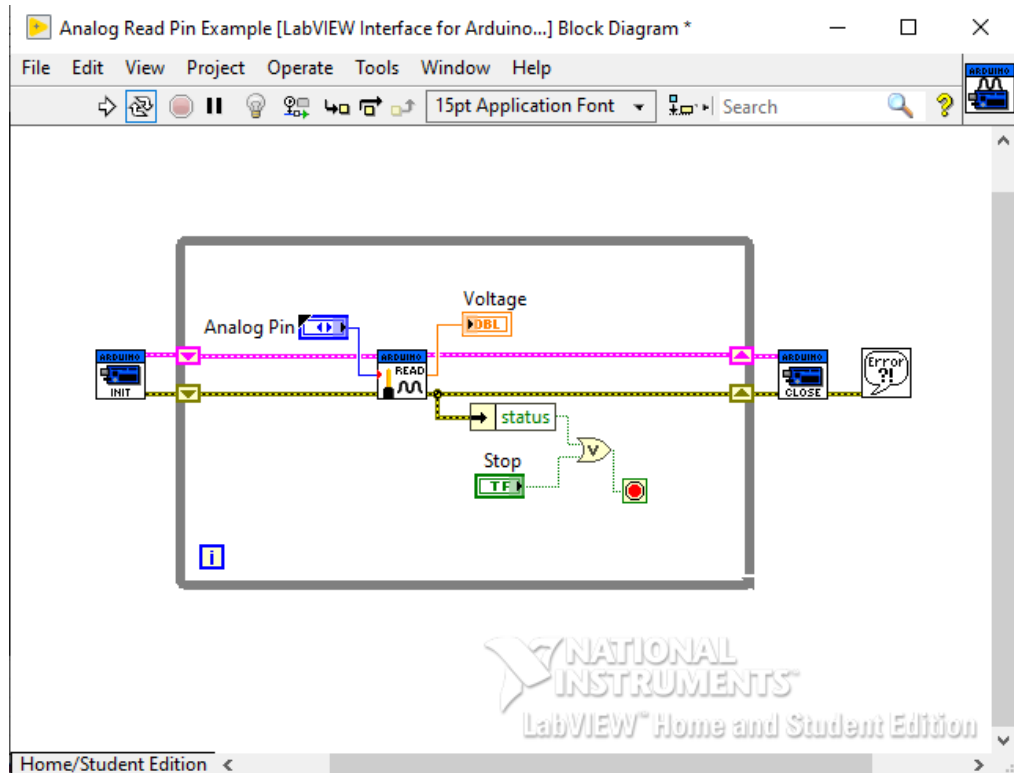 Analog Read Pin Example [LabVIEW Interface for Arduino...] Block Diagram *
File Edit View Project Operate Tools Window Help
15pt Application Font
Search
ARDUINO
Voltage
DBL
Analog Pin
ARDUINO
INIT
ARDUINO
READ
ARDUINO
CLOSE
Error
?!
status
V
Stop
TF
i
NATIONAL
INSTRUMENTS™
LabVIEW™ Home and Student Edition
Home/Student Edition